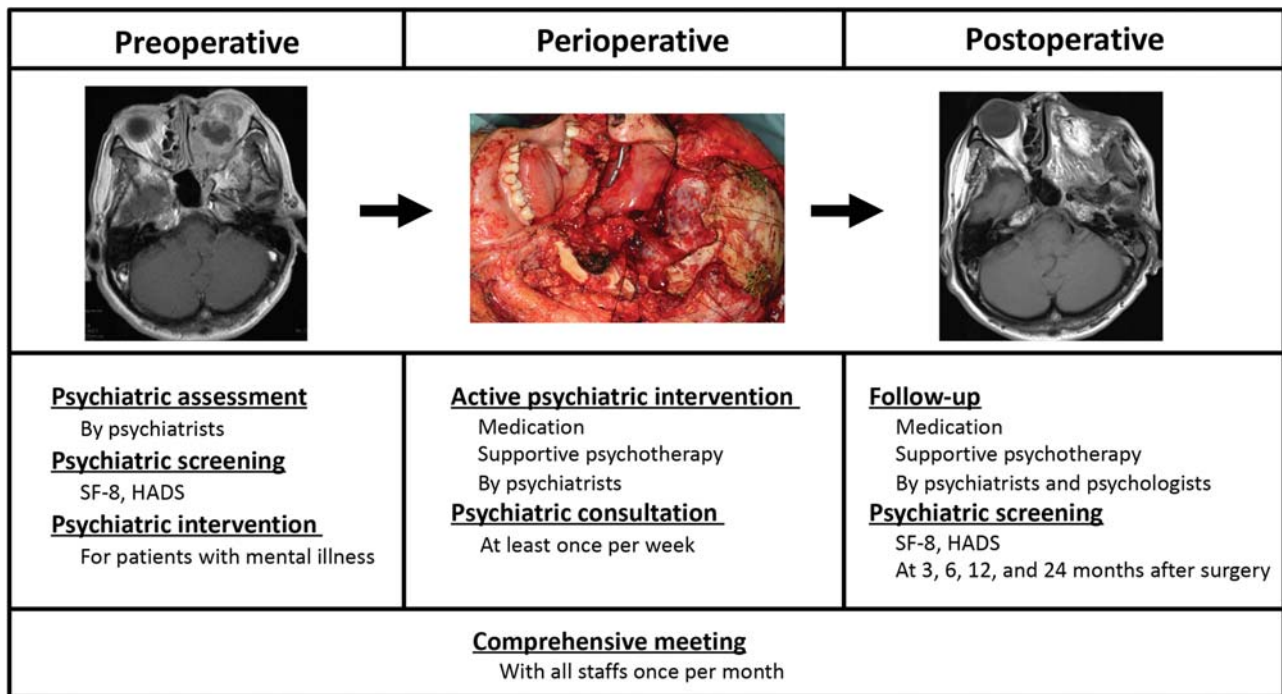 Preoperative
Perioperative
Postoperative
Psychiatric assessment
By psychiatrists
Psychiatric screening
SF-8, HADS
Psychiatric intervention
For patients with mental illness
Active psychiatric intervention
Medication
Supportive psychotherapy
By psychiatrists
Psychiatric consultation
At least once per week
Follow-up
Medication
Supportive psychotherapy
By psychiatrists and psychologists
Psychiatric screening
SF-8, HADS
At 3, 6, 12, and 24 months after surgery
Comprehensive meeting
With all staffs once per month